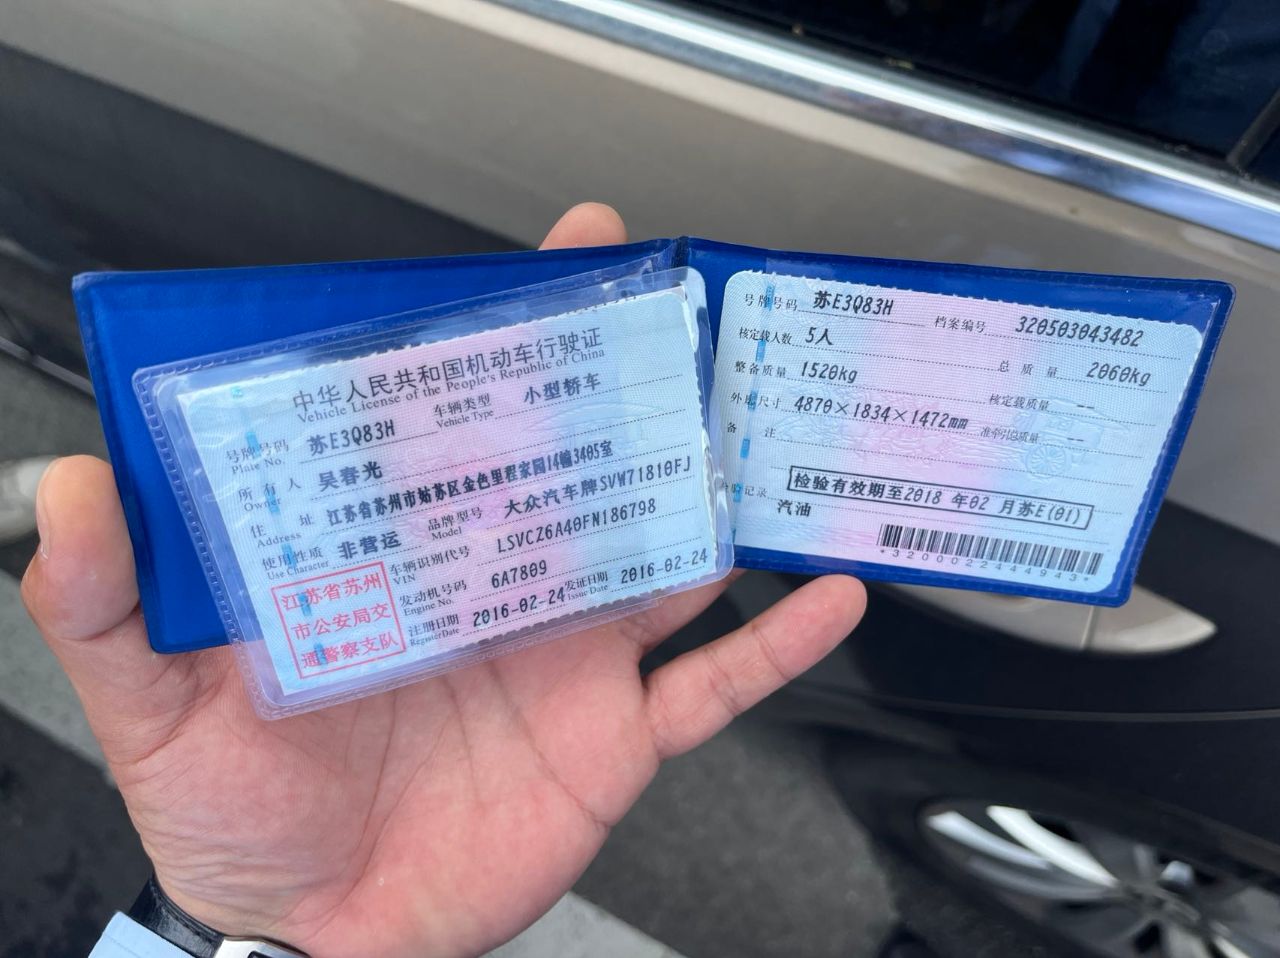 中华人民共和国机动车行驶证
Vehicle License of the People's Republic of China
号牌号码 苏E3Q83H 车辆类型 小型轿车
Plate No. Vehicle Type
所有人 吴春光
Owner
住址 江苏省苏州市姑苏区金色里程家园14幢3405室
Address
使用性质 非营运 品牌型号 大众汽车牌SVW71810FJ
Use Character Model
车辆识别代号 LSVCZ6A40FN186798
VIN
发动机号码 6A7809
Engine No.
注册日期 2016-02-24 发证日期 2016-02-24
Register Date Issue Date
江苏省苏州
市公安局交
通警察支队
号牌号码 苏E3Q83H 档案编号 320503043482
核定载人数 5人 总质量 2060kg
整备质量 1520kg 核定载质量 --
外廓尺寸 4870×1834×1472mm 准牵引总质量 --
备注
检验记录 检验有效期至2018年02月苏E(01)
汽油
*3200022444943*